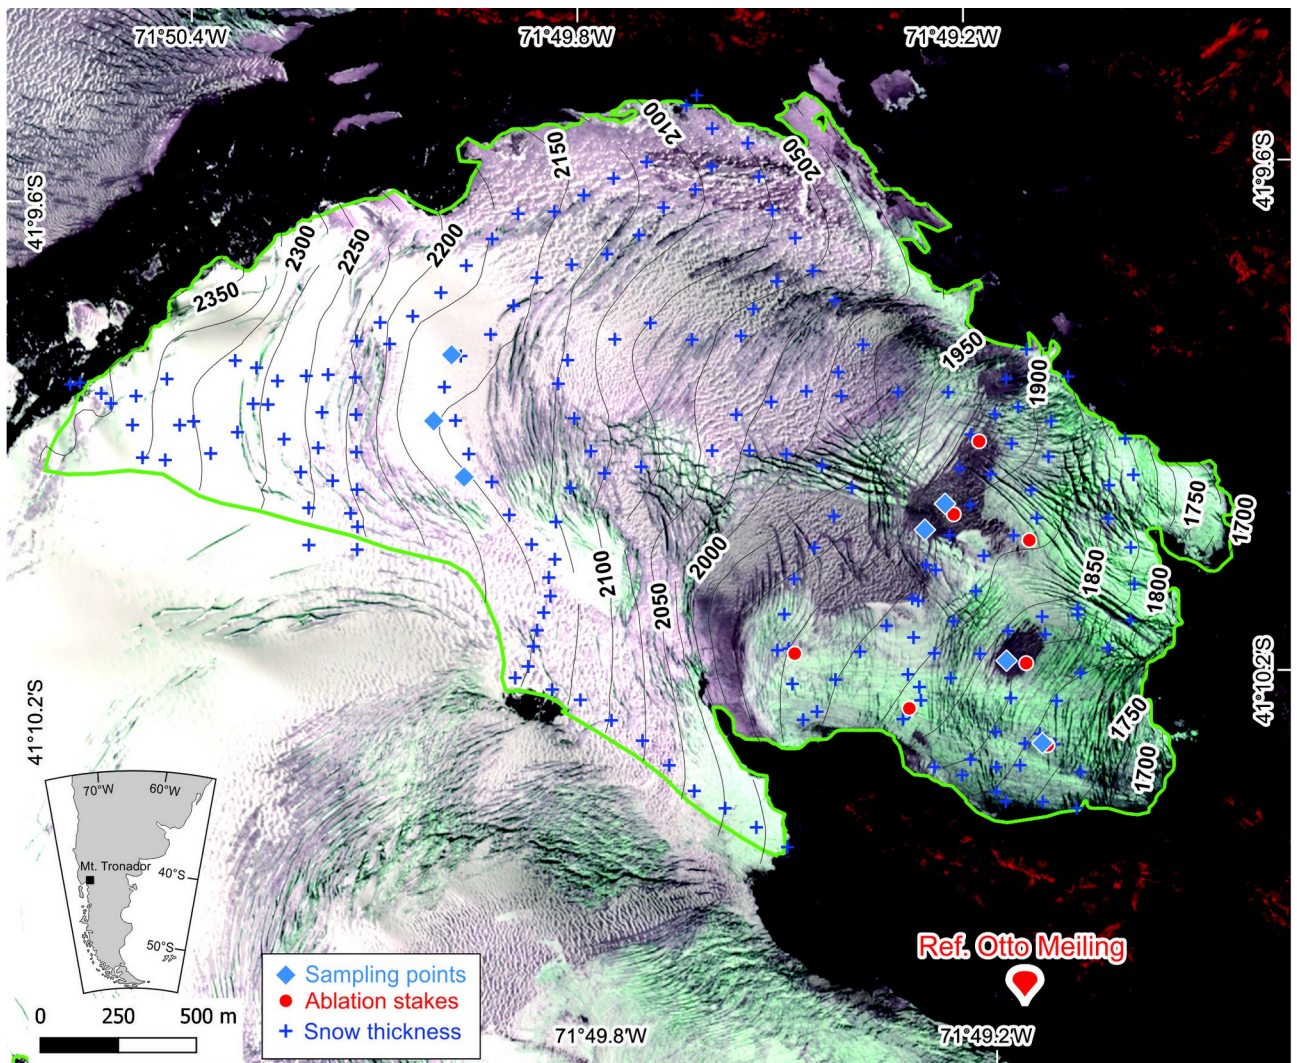 71°50.4'W
71°49.8'W
71°49.2'W
41°9.6'S
41°9.6'S
2100
2150
2050
2300
2250
2200
2350
1950
1900
1750
1700
2000
2100
2050
1850
1800
41°10.2'S
41°10.2'S
1750
1700
70°W
60°W
Mt. Tronador
40°S
50°S
Ref. Otto Meiling
Sampling points
Ablation stakes
Snow thickness
0 250 500 m
71°49.8'W
71°49.2'W